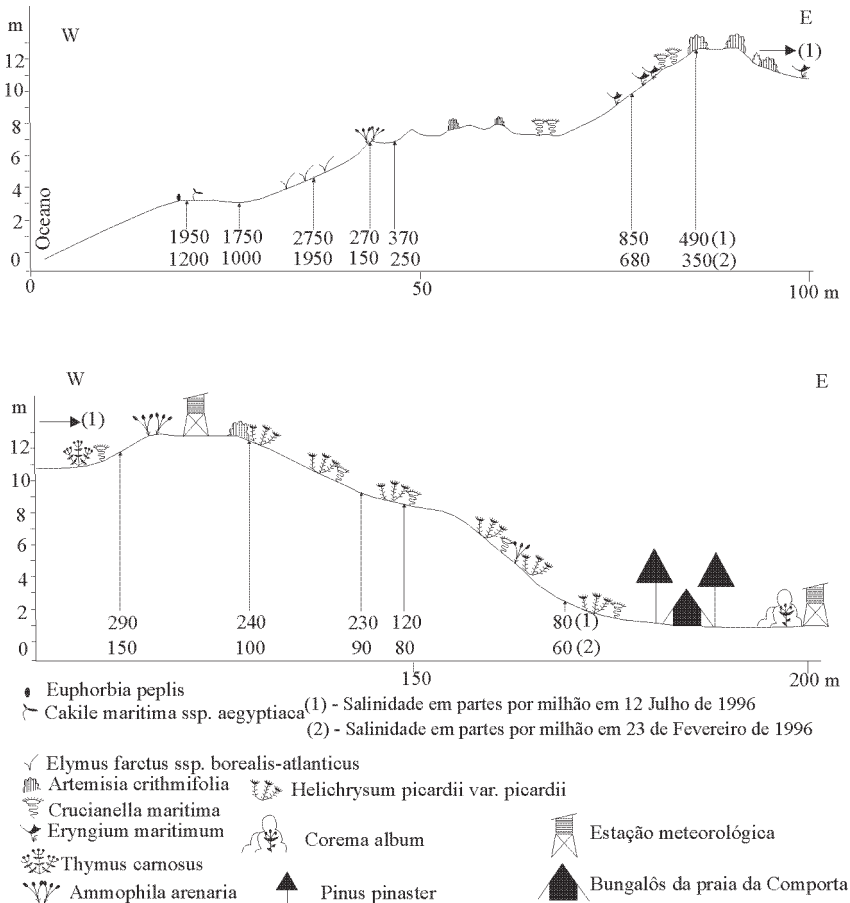 m
W
E
12
10
8
6
4
2
0
(1)
Oceano
1950 1750 2750 270 370 850 490(1)
1200 1000 1950 150 250 680 350(2)
0 50 100 m
W
E
m
(1)
12
10
8
6
4
2
0
290 240 230 120 80(1)
150 100 90 80 60(2)
150 200 m
Euphorbia peplis
Cakile maritima ssp. aegyptiaca
(1) - Salinidade em partes por milhão em 12 Julho de 1996
(2) - Salinidade em partes por milhão em 23 de Fevereiro de 1996
Elymus farctus ssp. borealis-atlanticus
Artemisia crithmifolia
Helichrysum picardii var. picardii
Crucianella maritima
Eryngium maritimum
Corema album
Estação meteorológica
Thymus carnosus
Ammophila arenaria
Pinus pinaster
Bungalôs da praia da Comporta